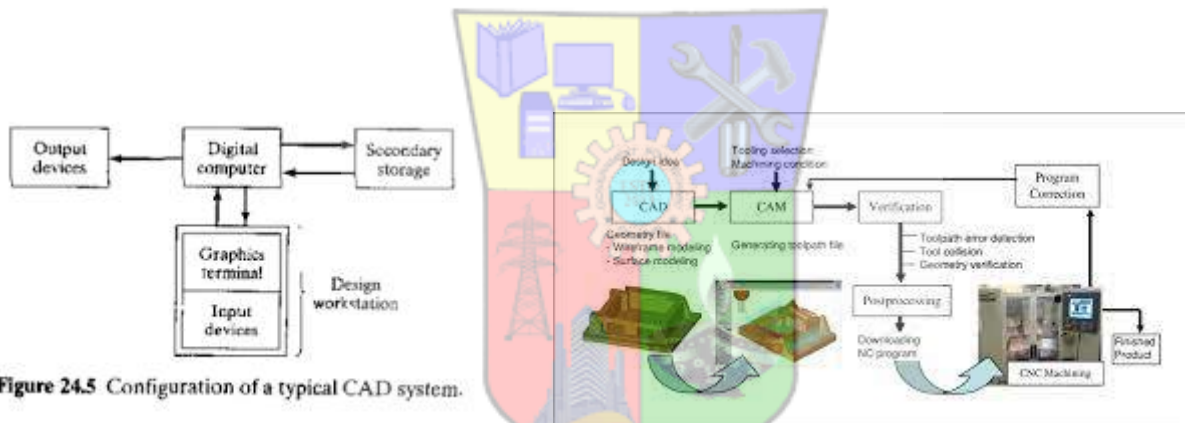 Output
devices
Digital
computer
Secondary
storage
Graphics
terminal
Input
devices
Design
workstation
Figure 24.5 Configuration of a typical CAD system.
Design idea
Tooling selection
Machining condition
Program
Correction
CAD
CAM
Verification
Geometry file
- Wireframe modeling
- Surface modeling
Generating toolpath file
Toolpath error detection
Tool collision
Geometry verification
Postprocessing
Downloading
NC program
CNC Machining
Finished
Product